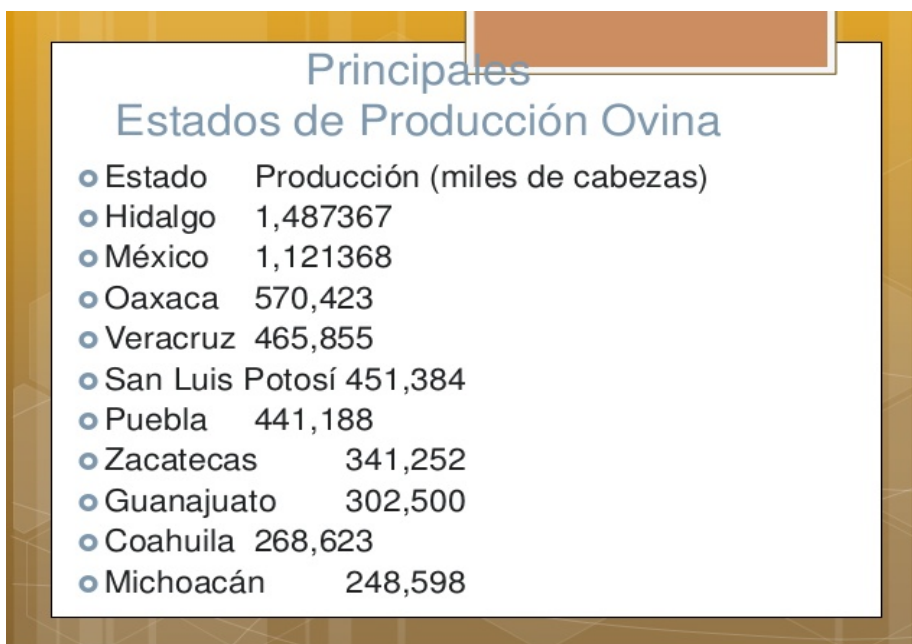 Principales
Estados de Producción Ovina
Estado Producción (miles de cabezas)
Hidalgo 1,487367
México 1,121368
Oaxaca 570,423
Veracruz 465,855
San Luis Potosí 451,384
Puebla 441,188
Zacatecas 341,252
Guanajuato 302,500
Coahuila 268,623
Michoacán 248,598